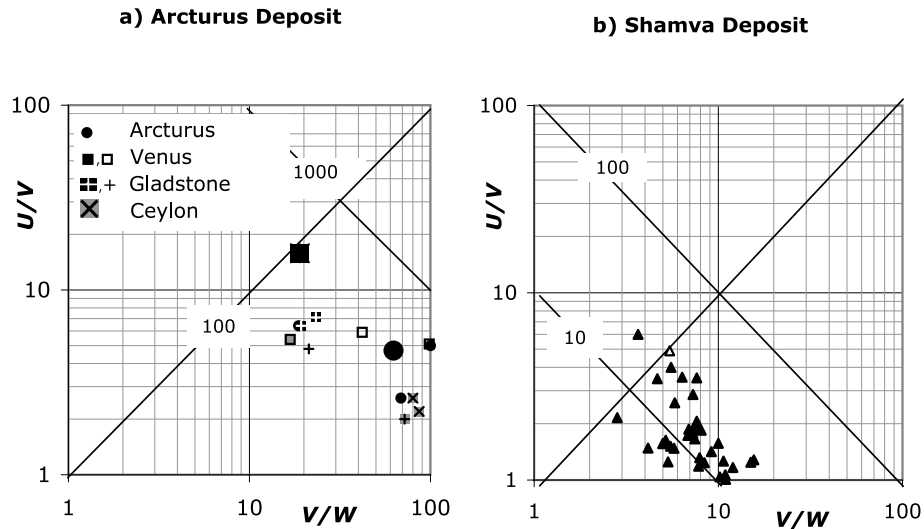 a) Arcturus Deposit
b) Shamva Deposit
100
Arcturus
Venus
Gladstone
Ceylon
1000
U/V
10
100
1
1
10
100
V/W
100
100
U/V
10
10
1
1
10
100
V/W